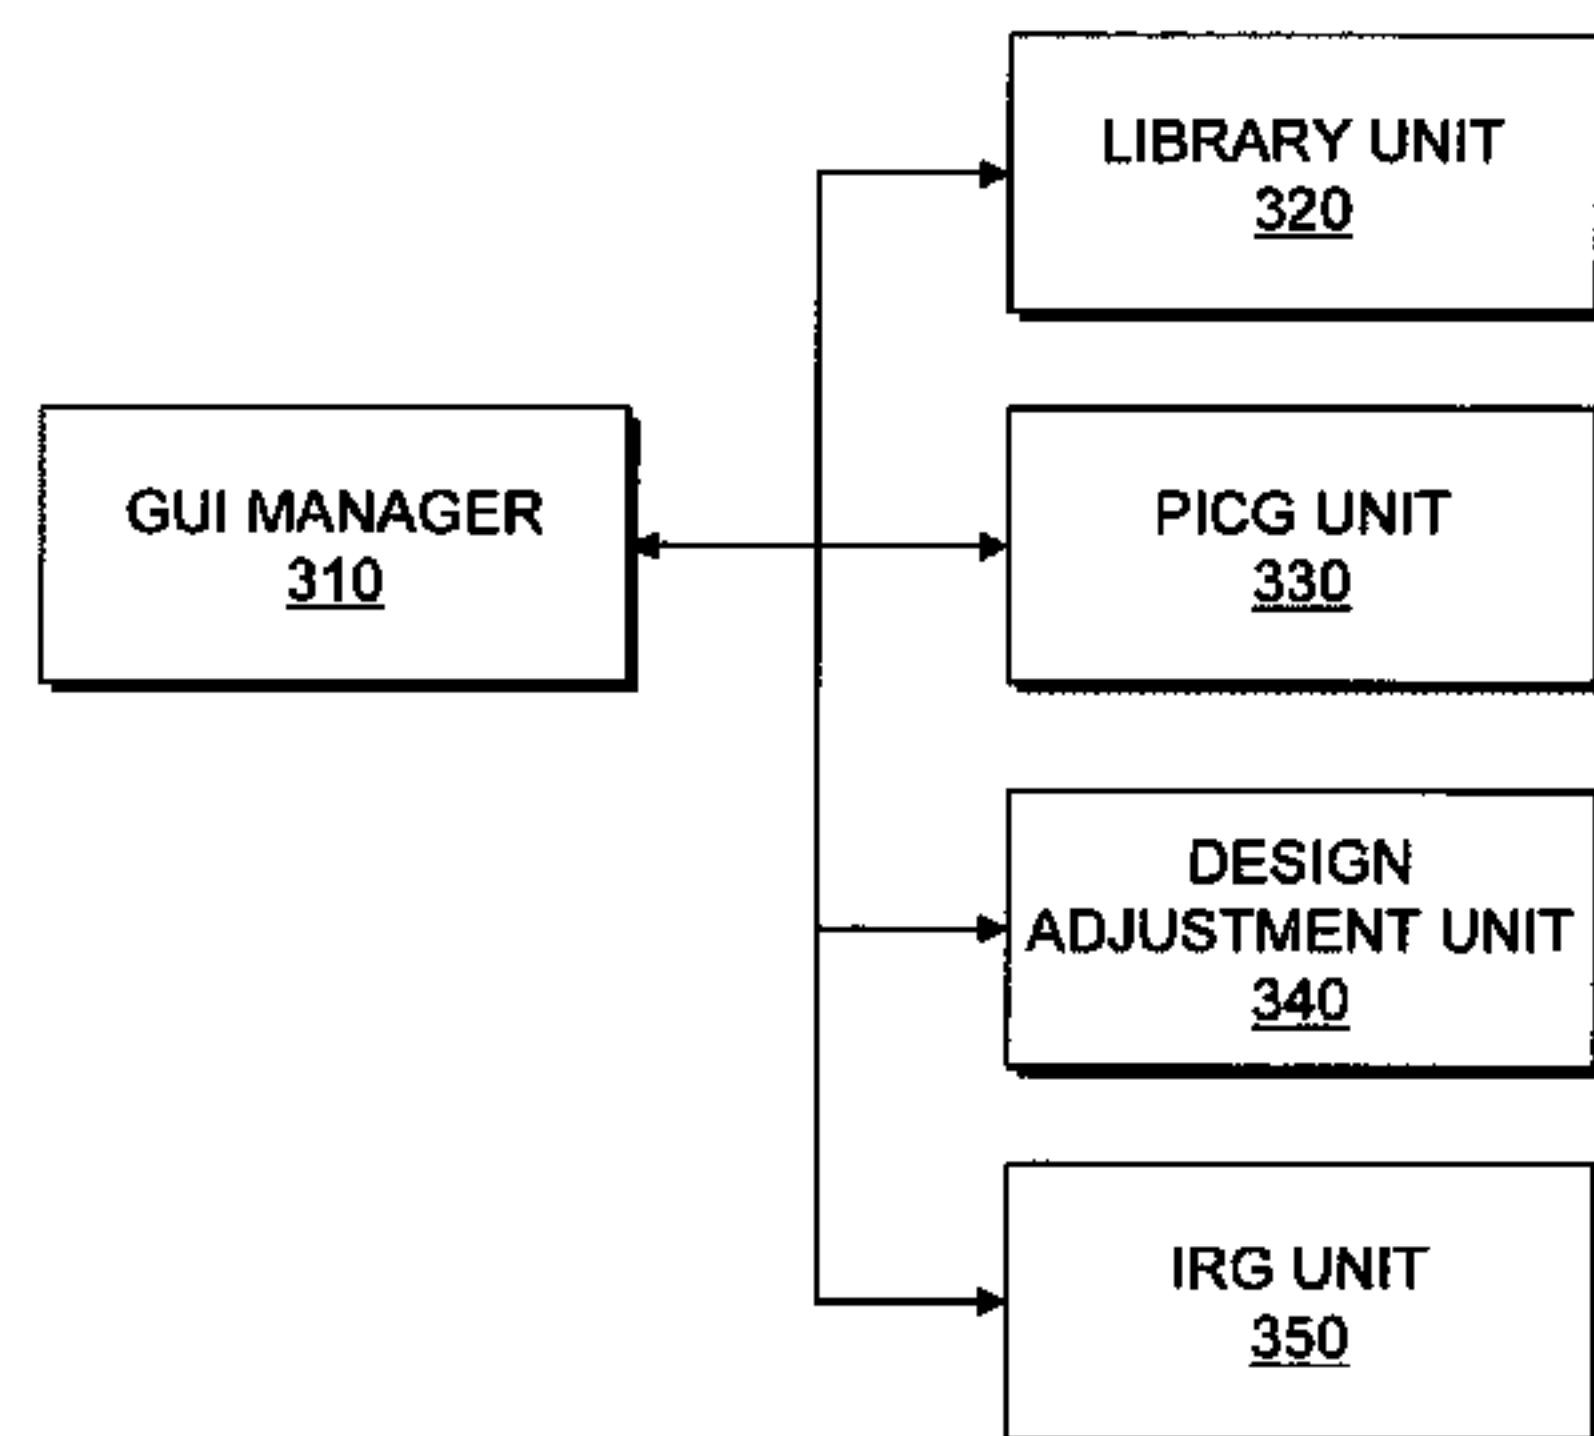 LIBRARY UNIT
320
GUI MANAGER
310
PICG UNIT
330
DESIGN
ADJUSTMENT UNIT
340
IRG UNIT
350